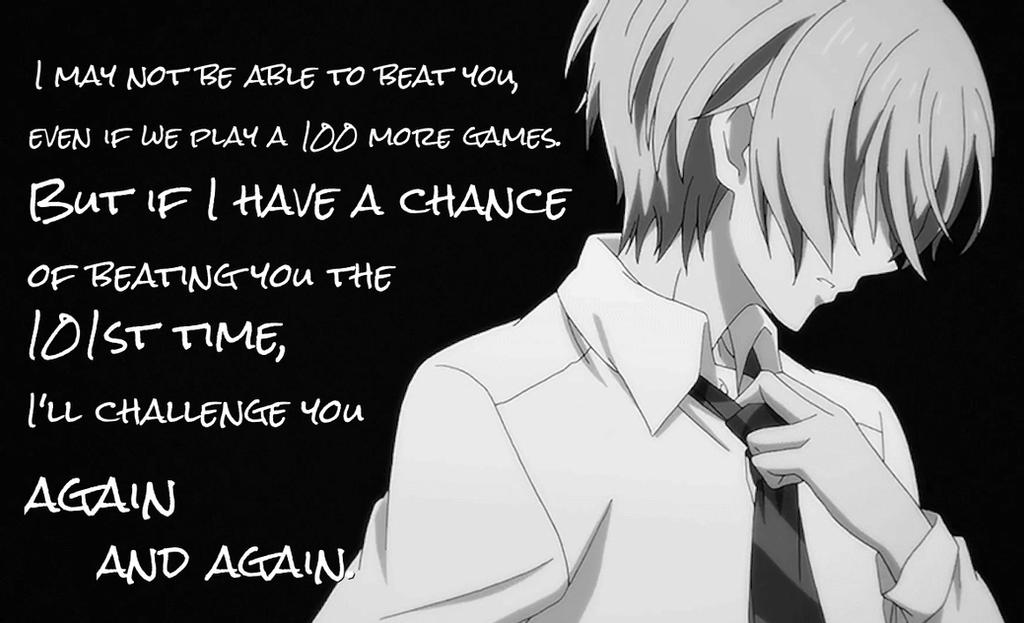 I may not be able to beat you,
even if we play a 100 more games.
But if I have a chance
of beating you the
101st time,
I'll challenge you
again
and again.